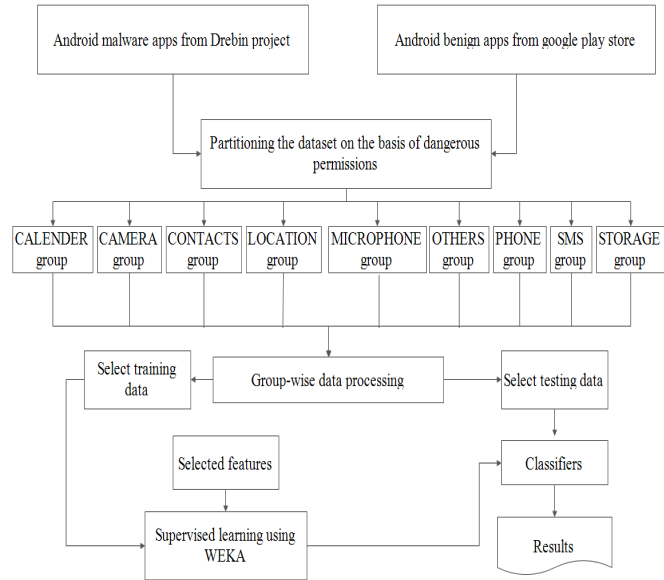 Android malware apps from Drebin project
Android benign apps from google play store
Partitioning the dataset on the basis of dangerous
permissions
CALENDER
group
CAMERA
group
CONTACTS
group
LOCATION
group
MICROPHONE
group
OTHERS
group
PHONE
group
SMS
group
STORAGE
group
Select training
data
Group-wise data processing
Select testing data
Selected features
Classifiers
Supervised learning using
WEKA
Results